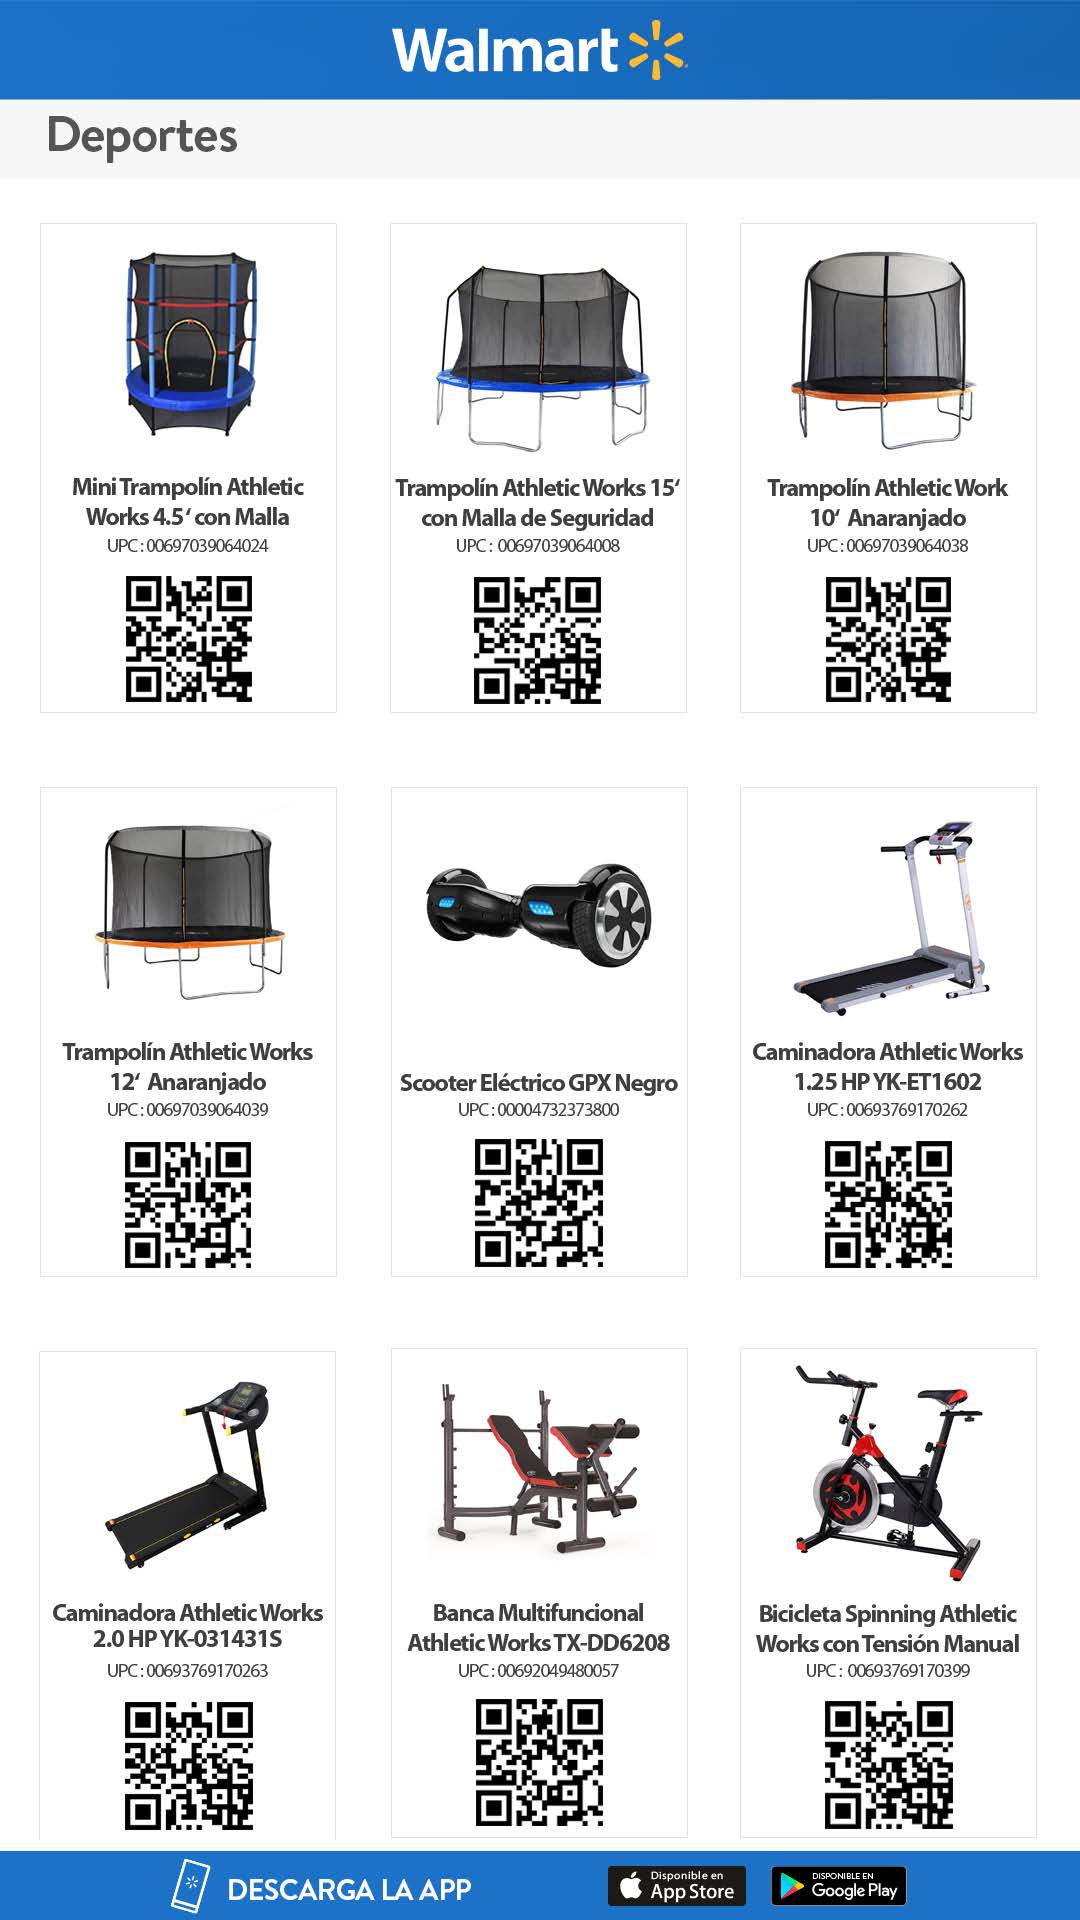 Walmart
Deportes
Mini Trampolín Athletic
Works 4.5‘ con Malla
UPC : 00697039064024
Trampolín Athletic Works 15‘
con Malla de Seguridad
UPC : 00697039064008
Trampolín Athletic Work
10‘ Anaranjado
UPC : 00697039064038
Trampolín Athletic Works
12‘ Anaranjado
UPC : 00697039064039
Scooter Eléctrico GPX Negro
UPC : 00004732373800
Caminadora Athletic Works
1.25 HP YK-ET1602
UPC : 00693769170262
Caminadora Athletic Works
2.0 HP YK-031431S
UPC : 00693769170263
Banca Multifuncional
Athletic Works TX-DD6208
UPC : 00692049480057
Bicicleta Spinning Athletic
Works con Tensión Manual
UPC : 00693769170399
DESCARGA LA APP
Disponible en
App Store
DISPONIBLE EN
Google Play